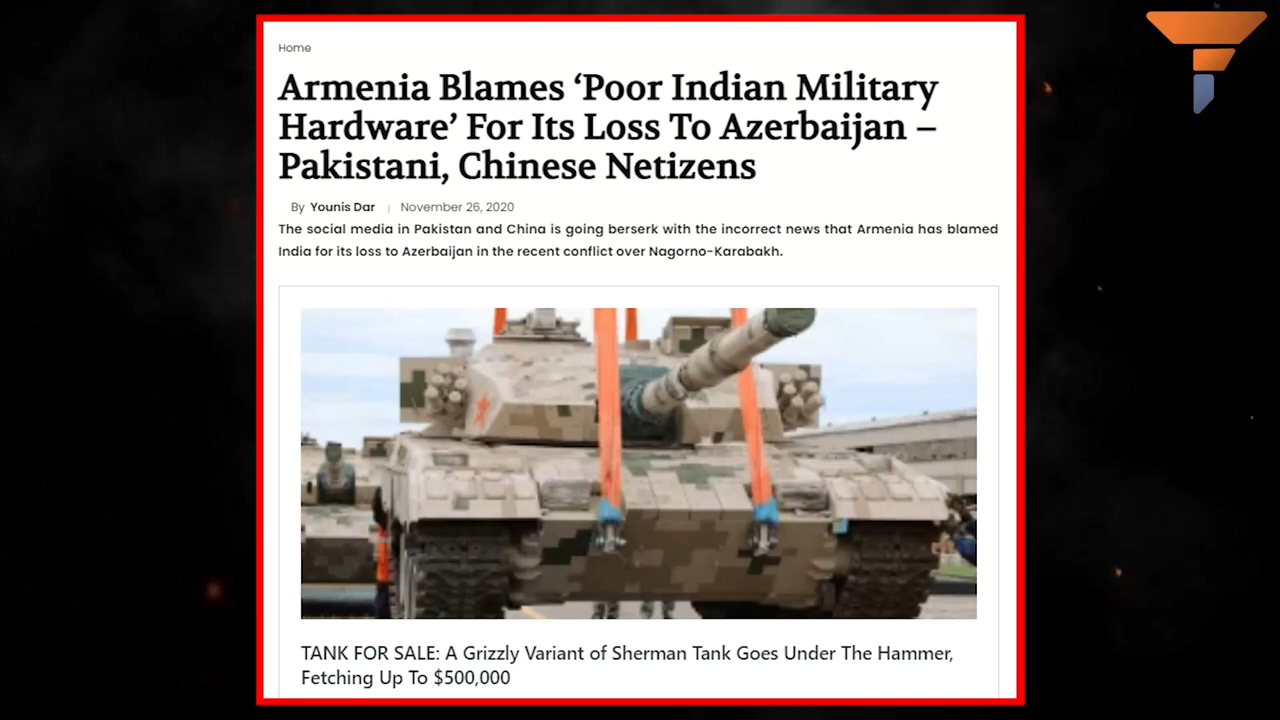 Home
Armenia Blames ‘Poor Indian Military
Hardware’ For Its Loss To Azerbaijan –
Pakistani, Chinese Netizens
By Younis Dar | November 26, 2020
The social media in Pakistan and China is going berserk with the incorrect news that Armenia has blamed
India for its loss to Azerbaijan in the recent conflict over Nagorno-Karabakh.
TANK FOR SALE: A Grizzly Variant of Sherman Tank Goes Under The Hammer,
Fetching Up To $500,000